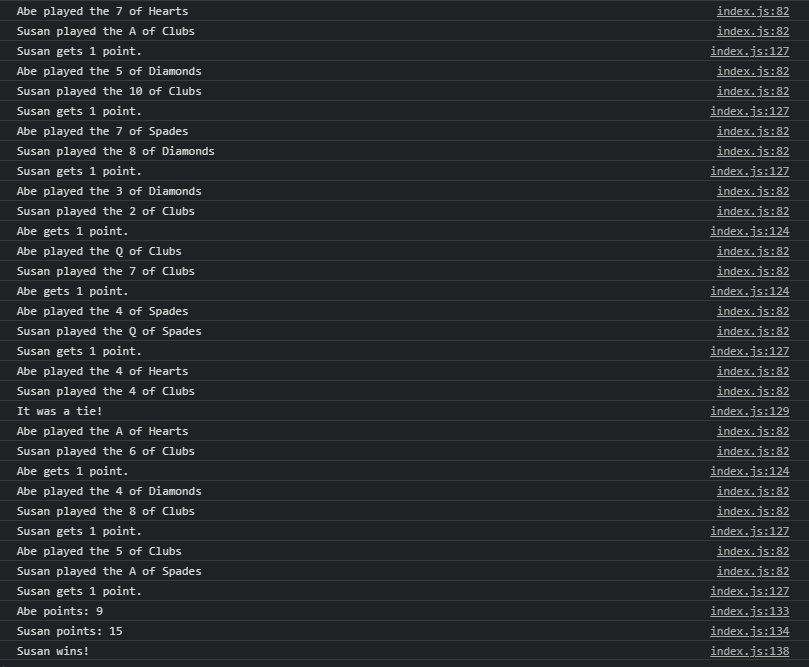 Abe played the 7 of Hearts index.js:82
Susan played the A of Clubs index.js:82
Susan gets 1 point. index.js:127
Abe played the 5 of Diamonds index.js:82
Susan played the 10 of Clubs index.js:82
Susan gets 1 point. index.js:127
Abe played the 7 of Spades index.js:82
Susan played the 8 of Diamonds index.js:82
Susan gets 1 point. index.js:127
Abe played the 3 of Diamonds index.js:82
Susan played the 2 of Clubs index.js:82
Abe gets 1 point. index.js:124
Abe played the Q of Clubs index.js:82
Susan played the 7 of Clubs index.js:82
Abe gets 1 point. index.js:124
Abe played the 4 of Spades index.js:82
Susan played the Q of Spades index.js:82
Susan gets 1 point. index.js:127
Abe played the 4 of Hearts index.js:82
Susan played the 4 of Clubs index.js:82
It was a tie! index.js:129
Abe played the A of Hearts index.js:82
Susan played the 6 of Clubs index.js:82
Abe gets 1 point. index.js:124
Abe played the 4 of Diamonds index.js:82
Susan played the 8 of Clubs index.js:82
Susan gets 1 point. index.js:127
Abe played the 5 of Clubs index.js:82
Susan played the A of Spades index.js:82
Susan gets 1 point. index.js:127
Abe points: 9 index.js:133
Susan points: 15 index.js:134
Susan wins! index.js:138